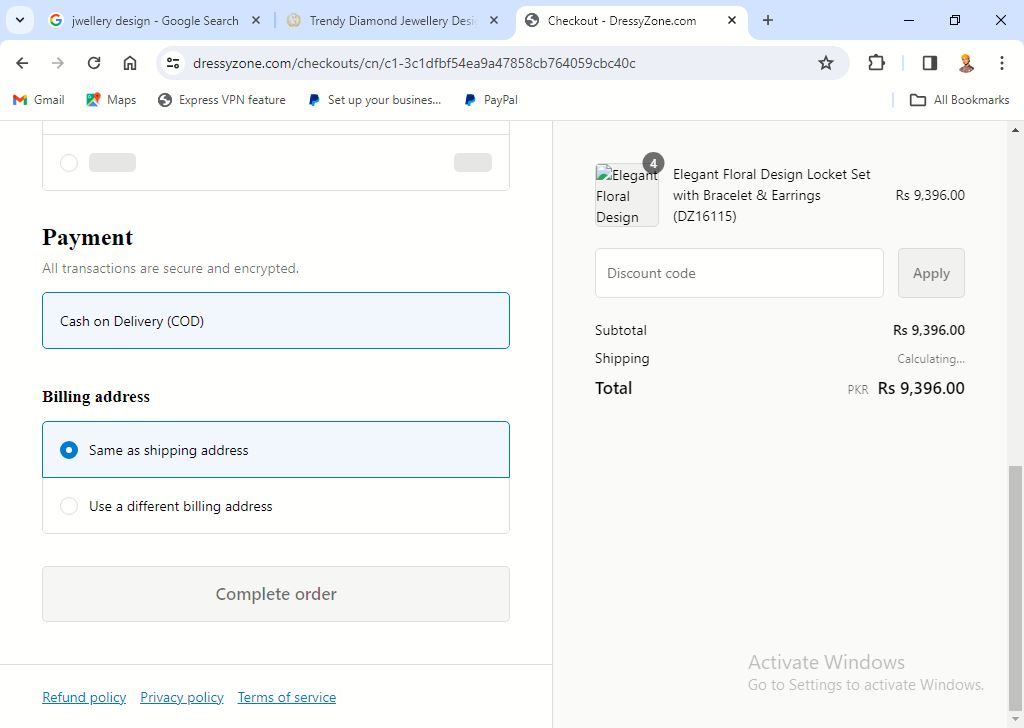 jwellery design - Google Search
Trendy Diamond Jewellery Desi
Checkout - DressyZone.com
dressyzone.com/checkouts/cn/c1-3c1dfbf54ea9a47858cb764059cbc40c
Gmail
Maps
Express VPN feature
Set up your busines...
PayPal
All Bookmarks
Payment
All transactions are secure and encrypted.
Cash on Delivery (COD)
Billing address
Same as shipping address
Use a different billing address
Complete order
Refund policy Privacy policy Terms of service
4
Elegant
Floral
Design
Elegant Floral Design Locket Set
with Bracelet & Earrings
(DZ16115)
Rs 9,396.00
Discount code
Apply
Subtotal Rs 9,396.00
Shipping Calculating...
Total PKR Rs 9,396.00
Activate Windows
Go to Settings to activate Windows.